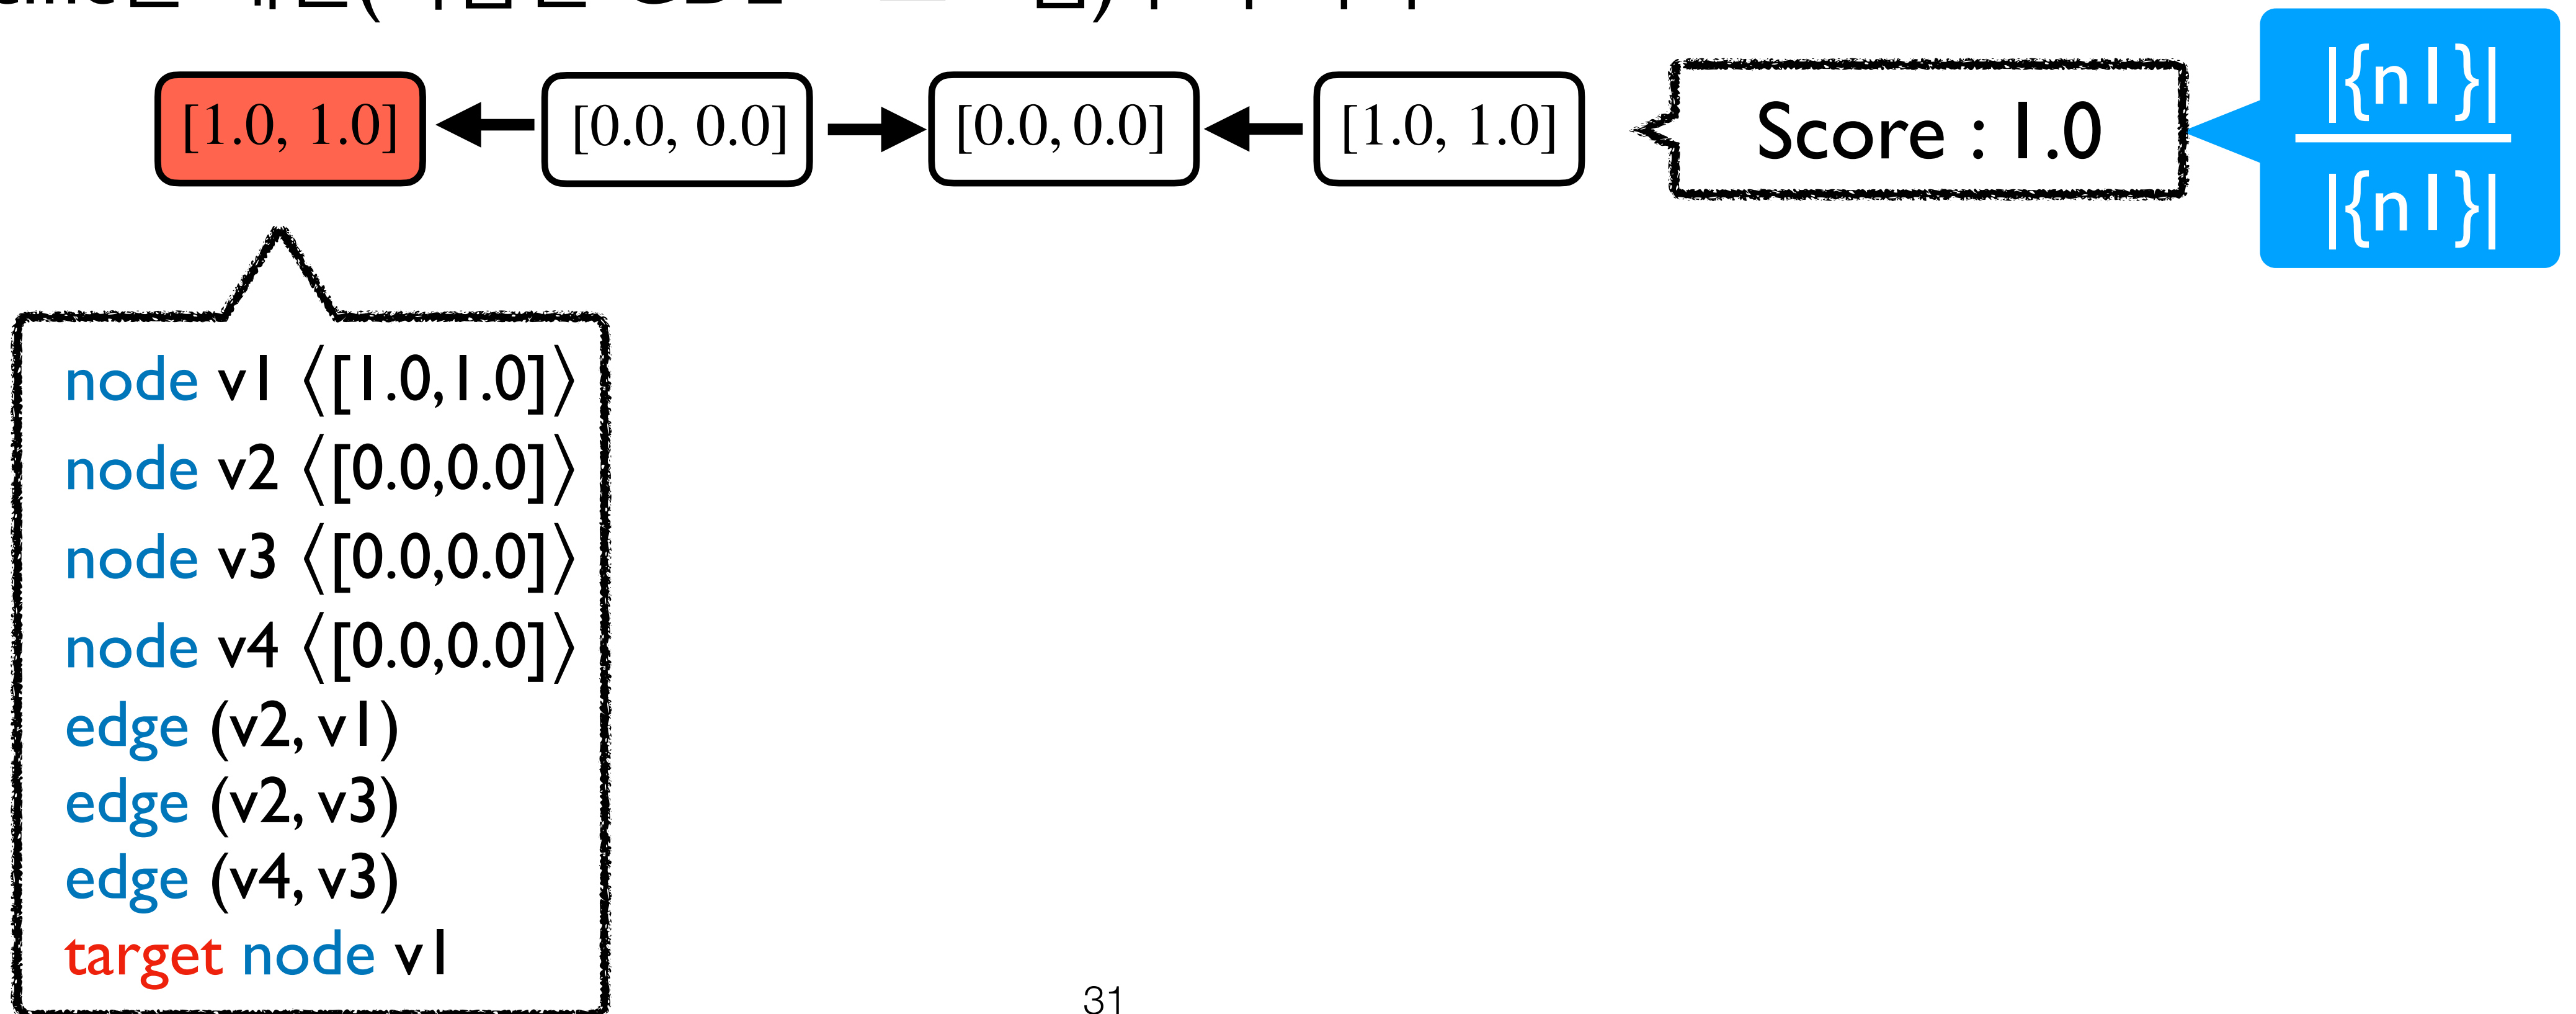 [1.0, 1.0] [0.0, 0.0] [0.0, 0.0] [1.0, 1.0] Score : 1.0
|{n1}|
|{n1}|
node v1 ⟨[1.0,1.0]⟩
node v2 ⟨[0.0,0.0]⟩
node v3 ⟨[0.0,0.0]⟩
node v4 ⟨[0.0,0.0]⟩
edge (v2, v1)
edge (v2, v3)
edge (v4, v3)
target node v1
31